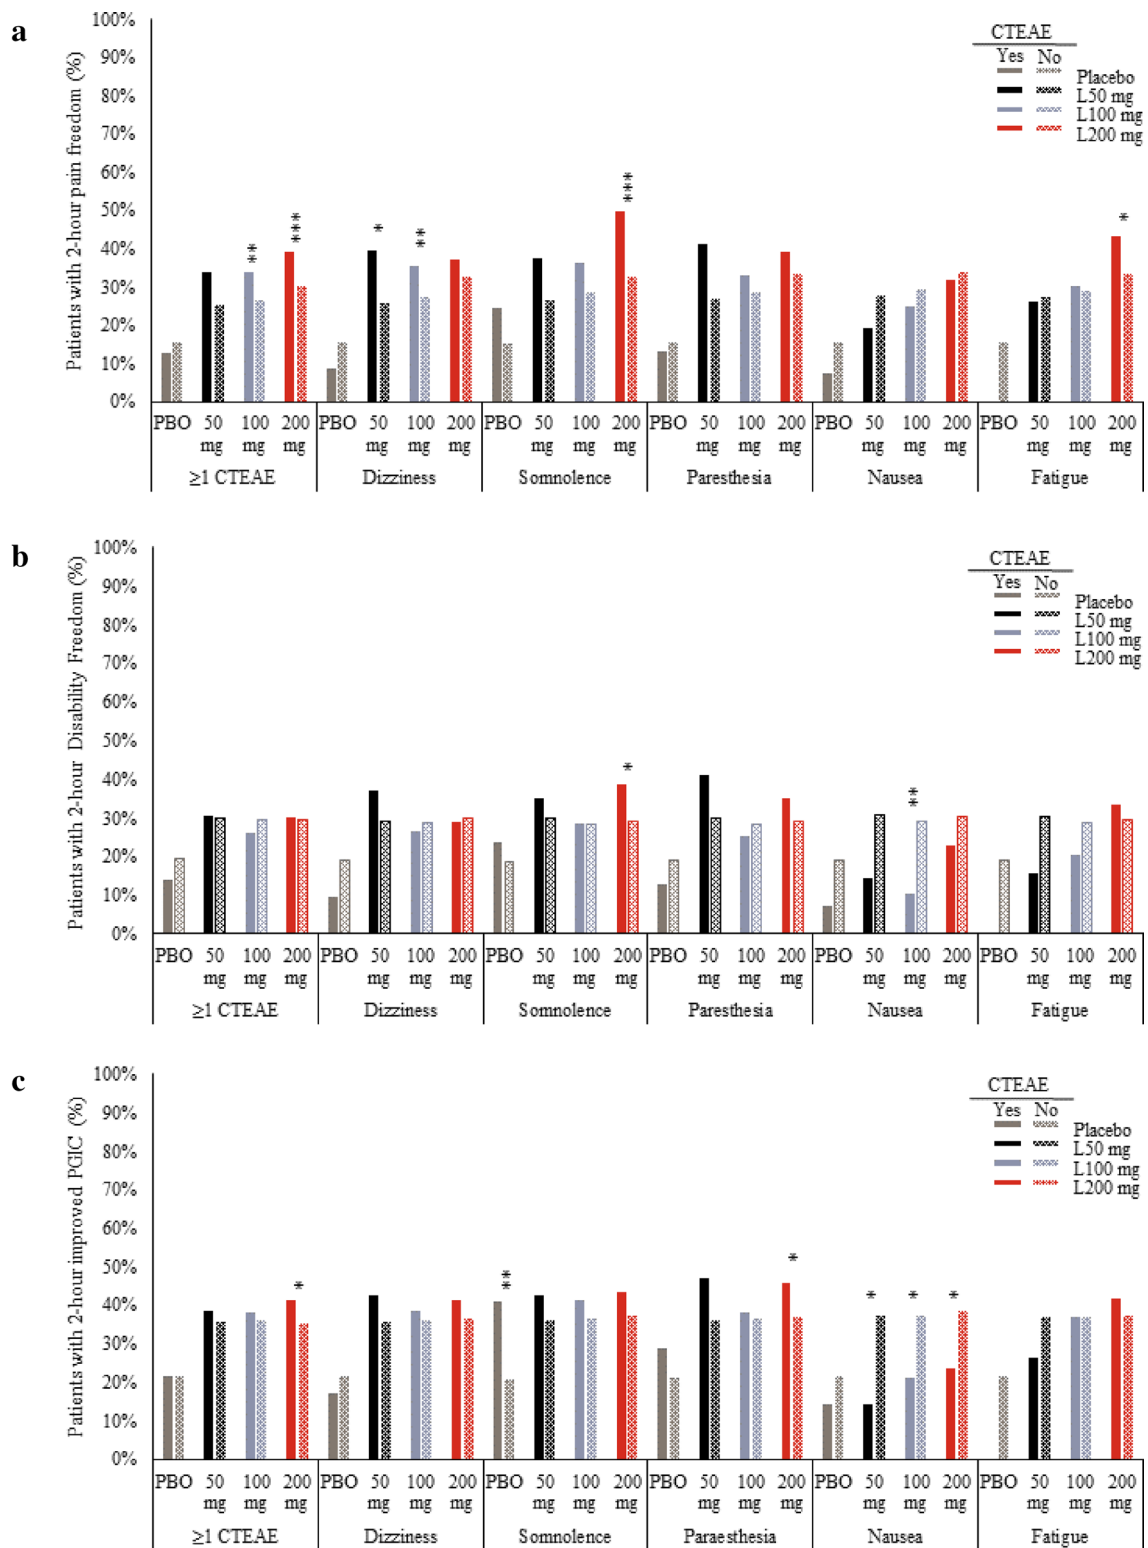 a
Patients with 2-hour pain freedom (%)
100%
90%
80%
70%
60%
50%
40%
30%
20%
10%
0%
CTEAE
Yes No
Placebo
L50 mg
L100 mg
L200 mg
**
***
*
**
***
*
PBO 50 mg 100 mg 200 mg PBO 50 mg 100 mg 200 mg PBO 50 mg 100 mg 200 mg PBO 50 mg 100 mg 200 mg PBO 50 mg 100 mg 200 mg PBO 50 mg 100 mg 200 mg
≥1 CTEAE Dizziness Somnolence Paresthesia Nausea Fatigue
b
Patients with 2-hour Disability Freedom (%)
100%
90%
80%
70%
60%
50%
40%
30%
20%
10%
0%
CTEAE
Yes No
Placebo
L50 mg
L100 mg
L200 mg
*
**
PBO 50 mg 100 mg 200 mg PBO 50 mg 100 mg 200 mg PBO 50 mg 100 mg 200 mg PBO 50 mg 100 mg 200 mg PBO 50 mg 100 mg 200 mg PBO 50 mg 100 mg 200 mg
≥1 CTEAE Dizziness Somnolence Paresthesia Nausea Fatigue
c
Patients with 2-hour improved PGIC (%)
100%
90%
80%
70%
60%
50%
40%
30%
20%
10%
0%
CTEAE
Yes No
Placebo
L50 mg
L100 mg
L200 mg
*
**
*
*
*
*
PBO 50 mg 100 mg 200 mg PBO 50 mg 100 mg 200 mg PBO 50 mg 100 mg 200 mg PBO 50 mg 100 mg 200 mg PBO 50 mg 100 mg 200 mg PBO 50 mg 100 mg 200 mg
≥1 CTEAE Dizziness Somnolence Paraesthesia Nausea Fatigue